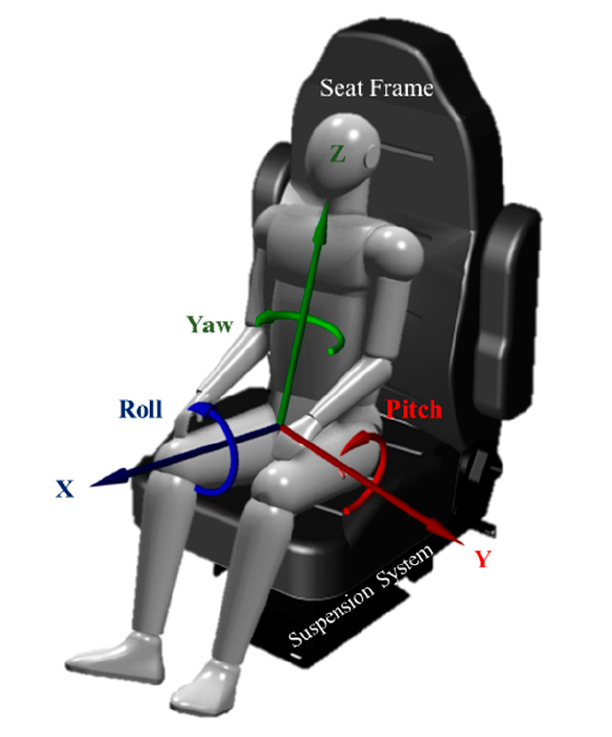 Seat Frame
Z
Yaw
Roll
Pitch
X
Y
Suspension System